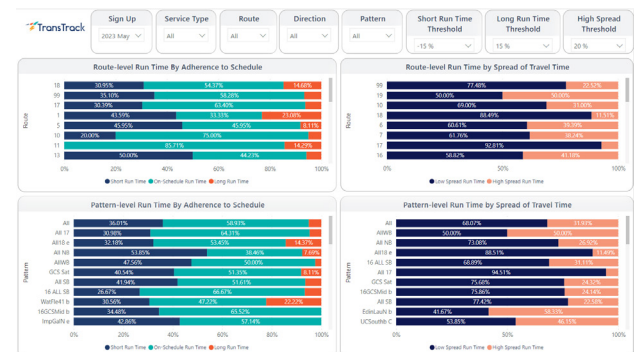 TransTrack
Sign Up
2023 May
Service Type
All
Route
All
Direction
All
Pattern
All
Short Run Time Threshold
-15 %
Long Run Time Threshold
15 %
High Spread Threshold
20 %
Route-level Run Time By Adherence to Schedule
Route
18 30.95% 54.37% 14.68%
99 35.10% 58.28%
17 30.39% 63.40%
1 43.59% 33.33% 23.08%
5 45.95% 45.95% 8.11%
10 20.00% 75.00%
11 85.71% 14.29%
13 50.00% 44.23%
0% 20% 40% 60% 80% 100%
Short Run Time On-Schedule Run Time Long Run Time
Route-level Run Time by Spread of Travel Time
Route
99 77.48% 22.52%
19 50.00% 50.00%
10 69.00% 31.00%
18 88.49% 11.51%
6 60.61% 39.39%
7 61.76% 38.24%
17 92.81%
16 58.82% 41.18%
0% 50% 100%
Low Spread Run Time High Spread Run Time
Pattern-level Run Time By Adherence to Schedule
Pattern
All 36.01% 58.93%
All 17 30.98% 64.31%
All18 e 32.18% 53.45% 14.37%
All NB 53.85% 38.46% 7.69%
AllWB 47.56% 50.00%
GCS Sat 40.54% 51.35% 8.11%
All SB 41.94% 51.61%
16 ALL SB 26.67% 66.67%
30.56% 47.22% 22.22%
16GCSMid b 34.48% 65.52%
ImpGalN e 42.86% 57.14%
0% 20% 40% 60% 80% 100%
Short Run Time On-Schedule Run Time Long Run Time
Pattern-level Run Time by Spread of Travel Time
Pattern
All 68.07% 31.93%
AllWB 50.00% 50.00%
All NB 73.08% 26.92%
All18 e 88.51% 11.49%
16 ALL SB 68.89% 31.11%
All 17 94.51%
GCS Sat 75.68% 24.32%
16GCSMid b 75.86% 24.14%
All SB 77.42% 22.58%
EdinLauN b 41.67% 58.33%
UCSouthb C 53.85% 46.15%
0% 50% 100%
Low Spread Run Time High Spread Run Time